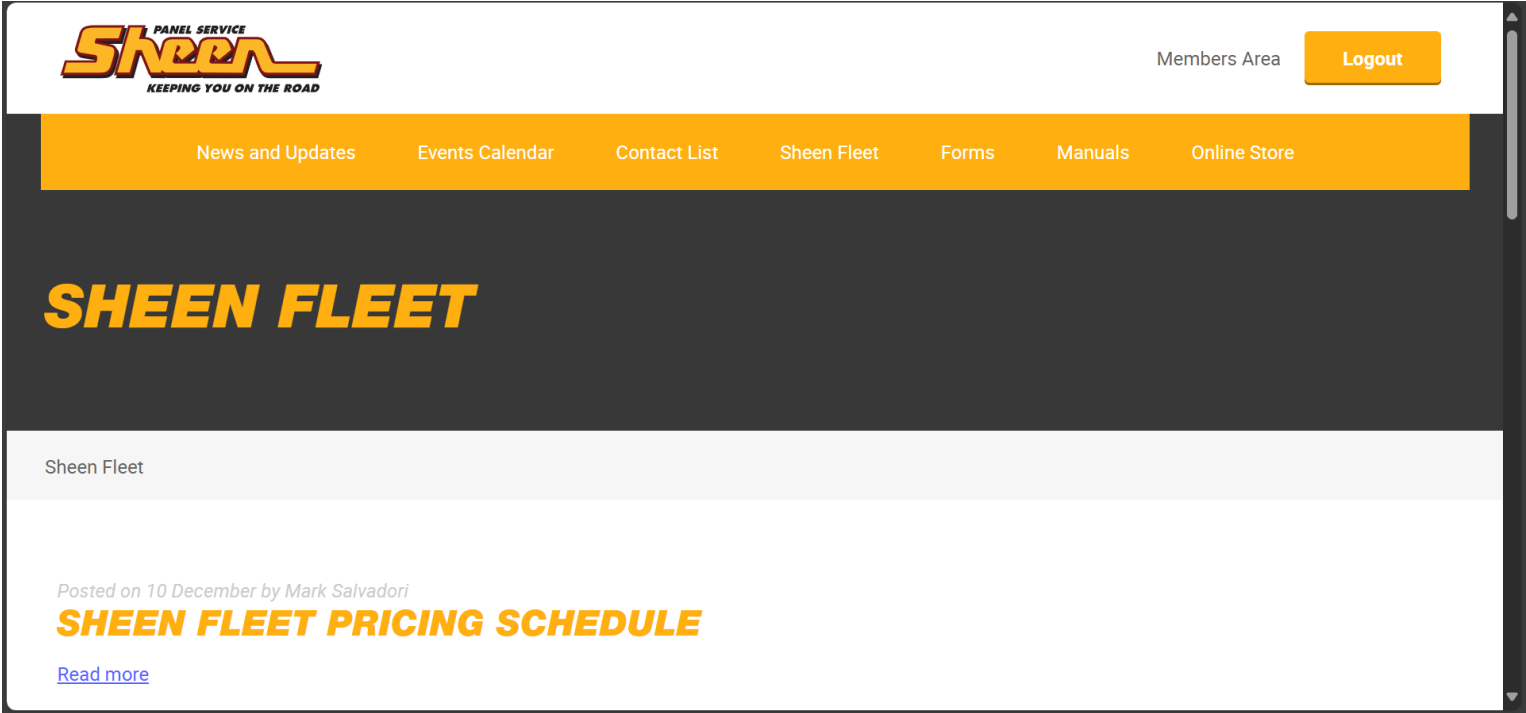 PANEL SERVICE
Sheen
KEEPING YOU ON THE ROAD
Members Area
Logout
News and Updates
Events Calendar
Contact List
Sheen Fleet
Forms
Manuals
Online Store
SHEEN FLEET
Sheen Fleet
Posted on 10 December by Mark Salvadori
SHEEN FLEET PRICING SCHEDULE
Read more